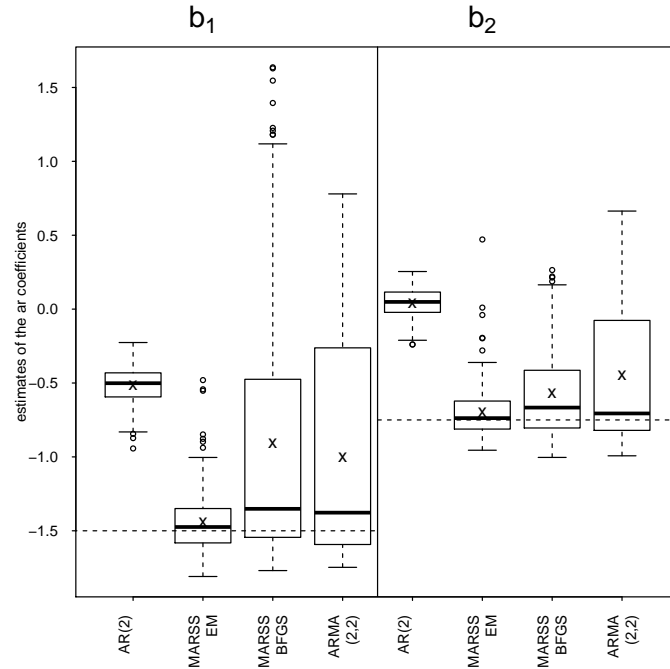 b1 b2
estimates of the ar coefficients
1.5
1.0
0.5
0.0
−0.5
−1.0
−1.5
x x x x x x x x
AR(2)
MARSS
EM
MARSS
BFGS
ARMA
(2,2)
AR(2)
MARSS
EM
MARSS
BFGS
ARMA
(2,2)